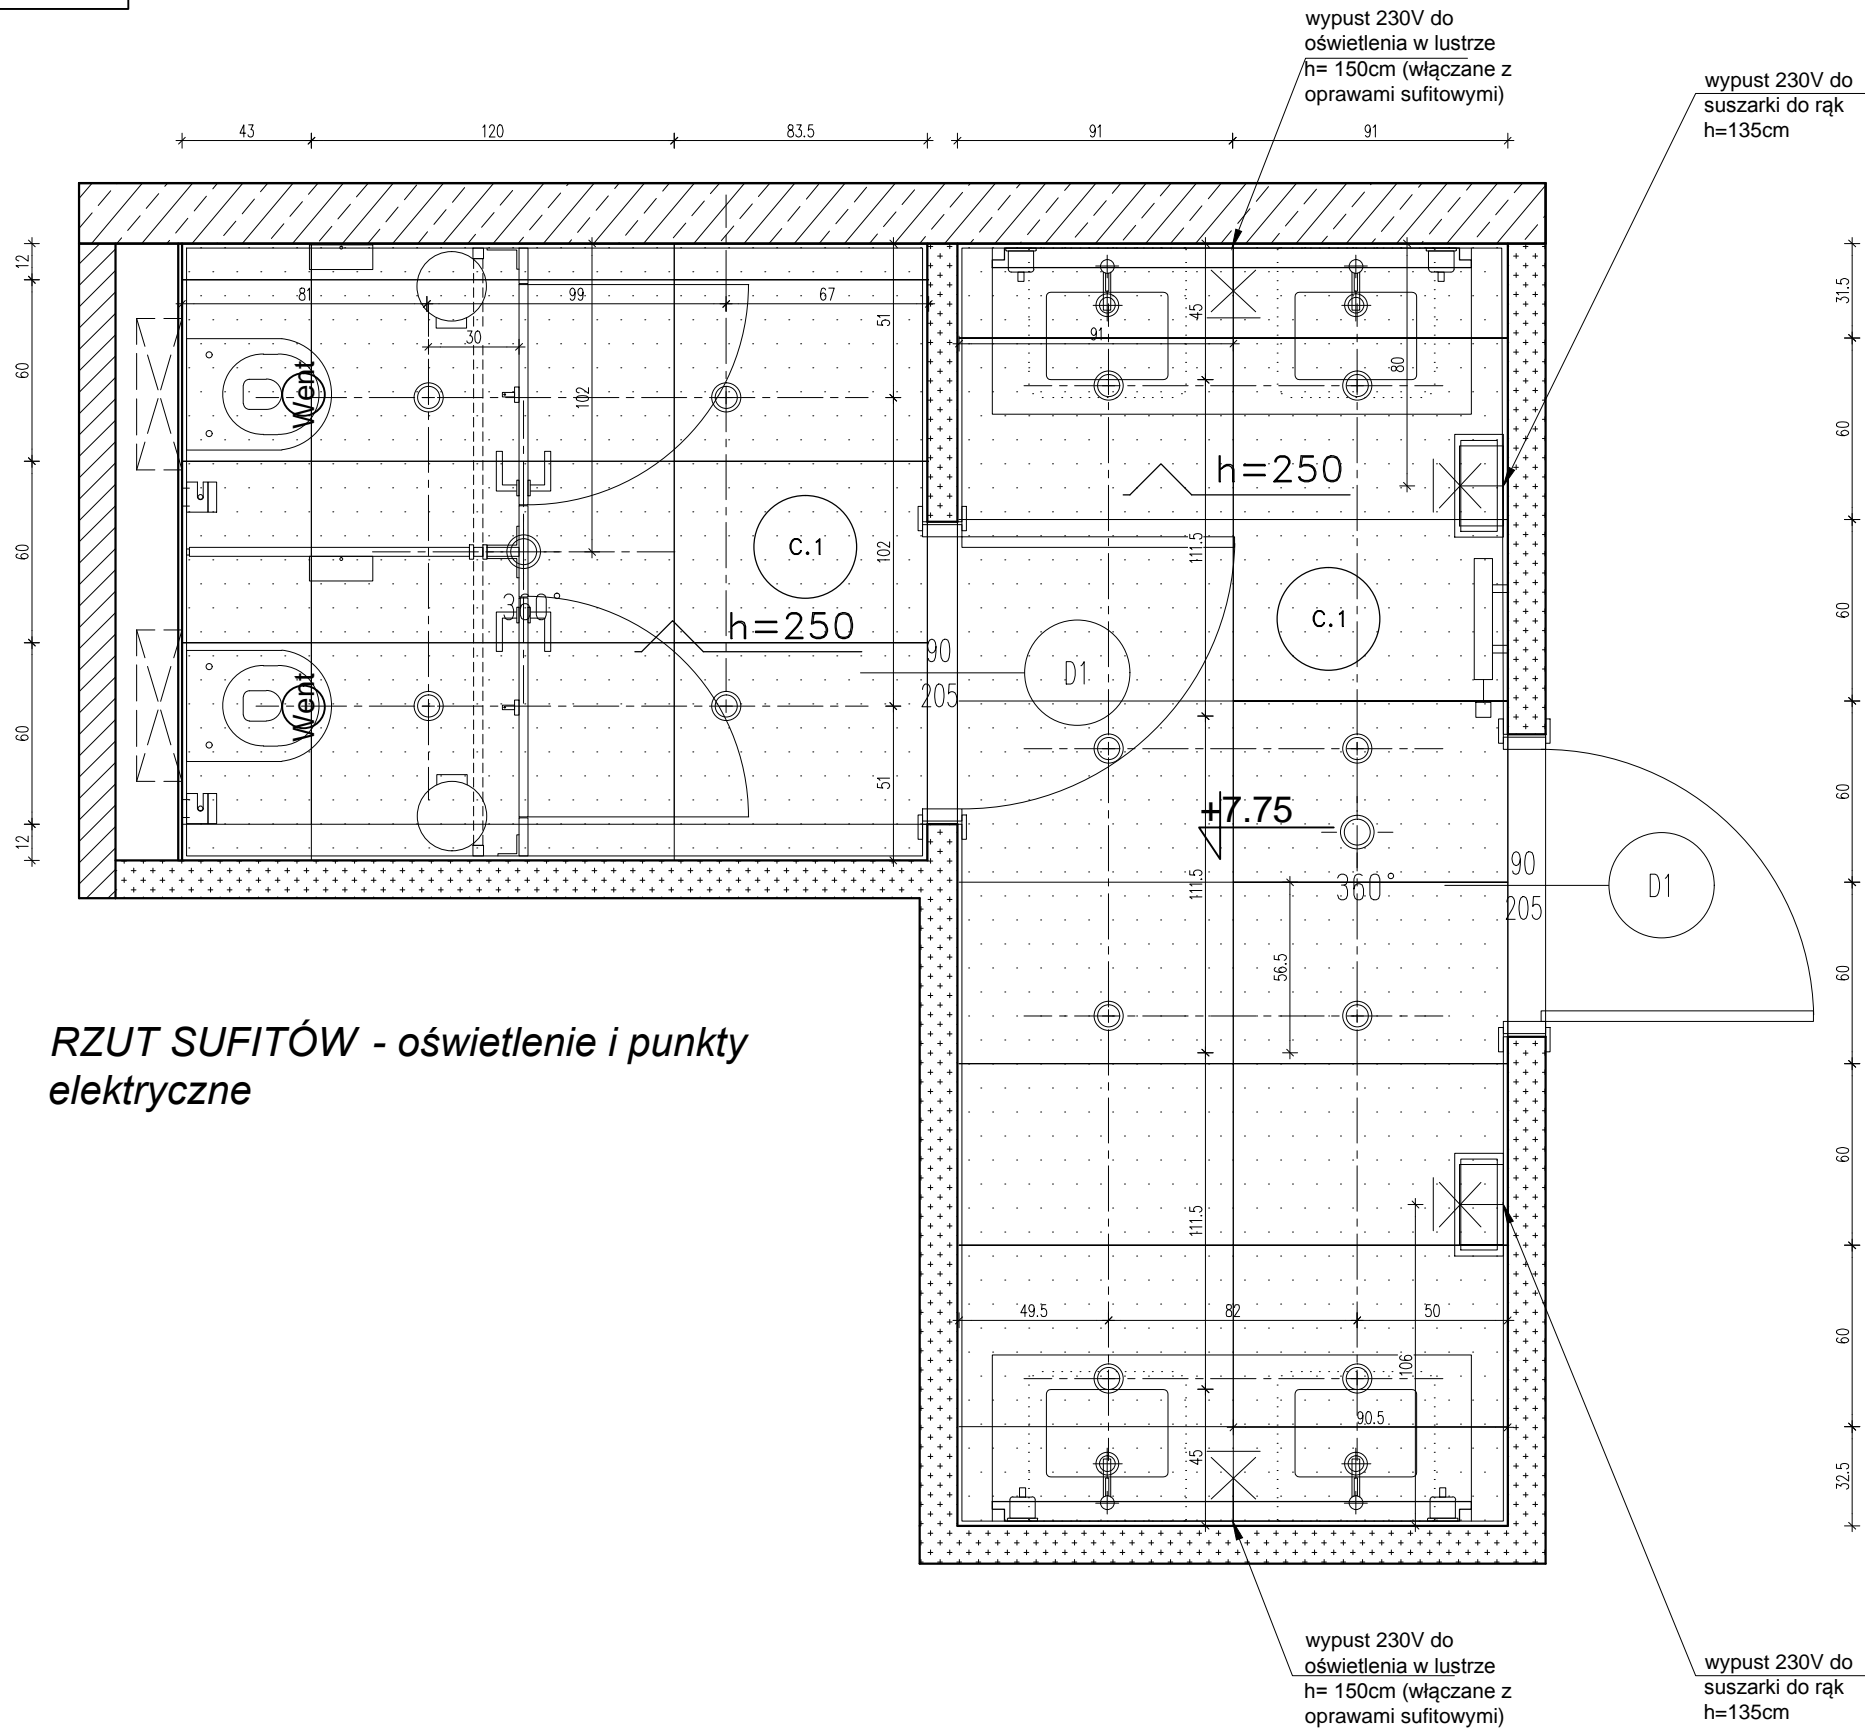 wypust 230V do
oświetlenia w lustrze
h= 150cm (włączane z
oprawami sufitowymi)
wypust 230V do
suszarki do rąk
h=135cm
43
120
83.5
91
91
12
60
60
60
60
12
81
99
67
30
102
51
102
51
Went
Went
360°
C.1
h=250
90
205
D1
45
91
80
h=250
111.5
C.1
+7.75
111.5
360°
56.5
90
205
D1
111.5
49.5
82
50
106
90.5
45
31.5
60
60
60
60
60
60
32.5
RZUT SUFITÓW - oświetlenie i punkty
elektryczne
wypust 230V do
oświetlenia w lustrze
h= 150cm (włączane z
oprawami sufitowymi)
wypust 230V do
suszarki do rąk
h=135cm